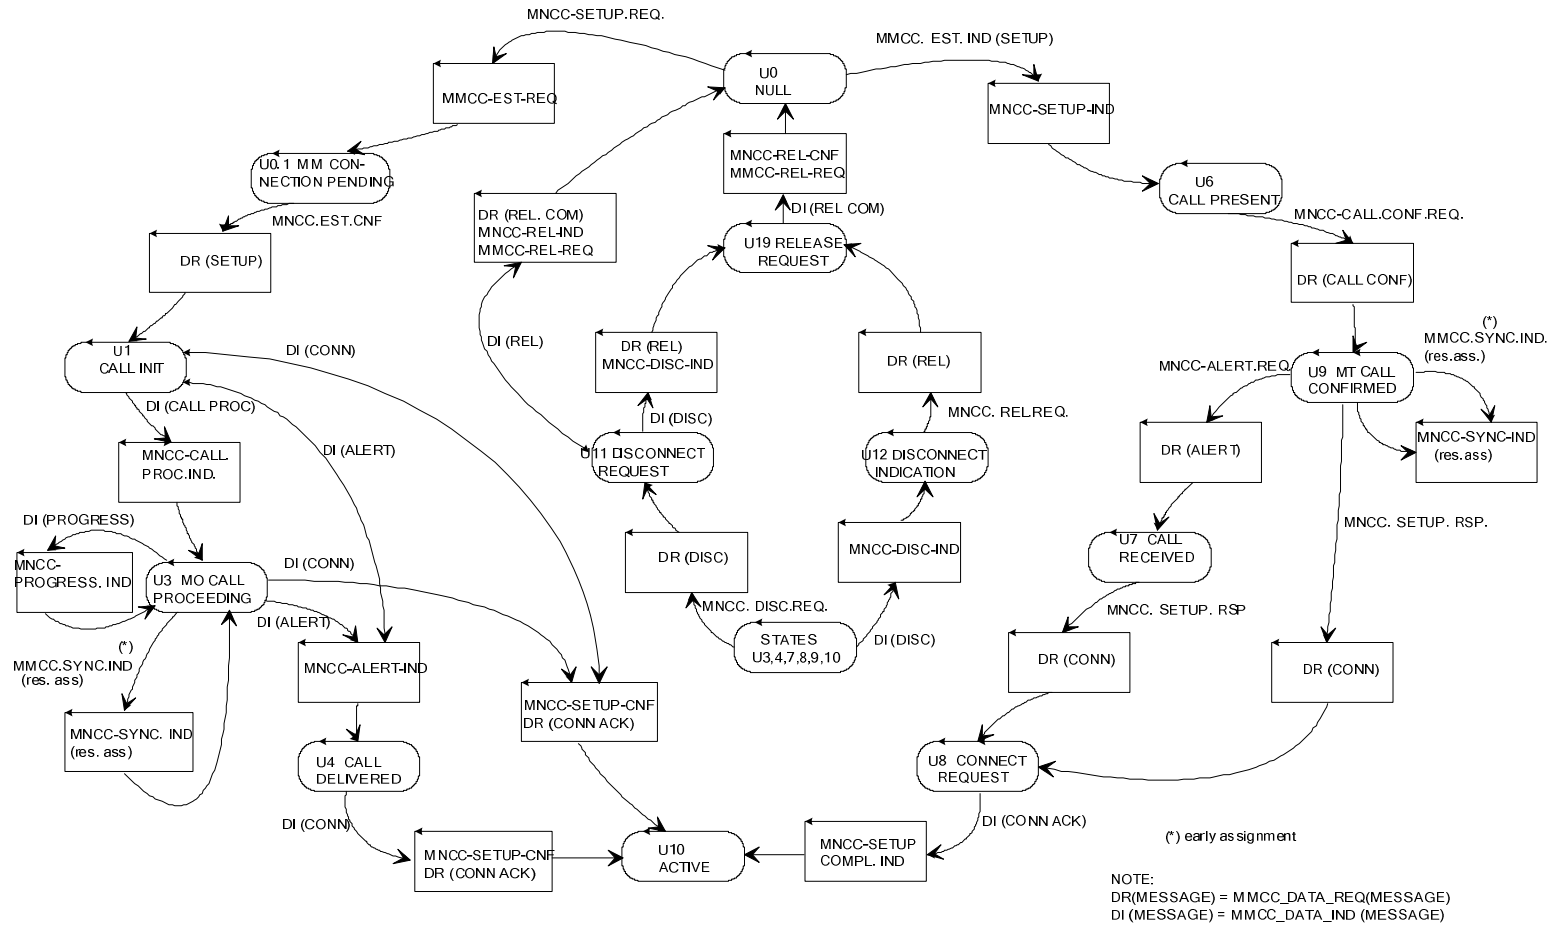 MNCC-SETUP.REQ.
MMCC. EST. IND (SETUP)
U0
NULL
MMCC-EST-REQ
MNCC-SETUP-IND
U0.1 MM CON-
NECTION PENDING
MNCC-REL-CNF
MMCC-REL-REQ
U6
CALL PRESENT
MNCC.EST.CNF
DR (REL. COM)
MNCC-REL-IND
MMCC-REL-REQ
DI (REL COM)
MNCC-CALL.CONF.REQ.
DR (SETUP)
U19 RELEASE
REQUEST
DR (CALL CONF)
U1
CALL INIT
DI (CONN)
DI (REL)
DR (REL)
MNCC-DISC-IND
DR (REL)
(*)
MMCC.SYNC.IND.
(res.ass.)
MNCC-ALERT.REQ.
U9 MT CALL
CONFIRMED
DI (CALL PROC)
DI (DISC)
MNCC. REL.REQ.
MNCC-CALL.
PROC.IND.
DI (ALERT)
U11 DISCONNECT
REQUEST
U12 DISCONNECT
INDICATION
DR (ALERT)
MNCC-SYNC-IND
(res.ass)
DI (PROGRESS)
MNCC-
PROGRESS. IND
U3 MO CALL
PROCEEDING
DI (CONN)
DR (DISC)
MNCC-DISC-IND
U7 CALL
RECEIVED
MNCC. SETUP. RSP.
DI (ALERT)
MNCC. DISC.REQ.
MNCC. SETUP. RSP
(*)
MMCC.SYNC.IND
(res. ass)
MNCC-ALERT-IND
STATES
U3,4,7,8,9,10
DI (DISC)
DR (CONN)
DR (CONN)
MNCC-SYNC. IND
(res. ass)
MNCC-SETUP-CNF
DR (CONN ACK)
U4 CALL
DELIVERED
U8 CONNECT
REQUEST
DI (CONN)
DI (CONN ACK)
(*) early assignment
MNCC-SETUP-CNF
DR (CONN ACK)
U10
ACTIVE
MNCC-SETUP
COMPL. IND
NOTE:
DR(MESSAGE) = MMCC_DATA_REQ(MESSAGE)
DI (MESSAGE) = MMCC_DATA_IND (MESSAGE)